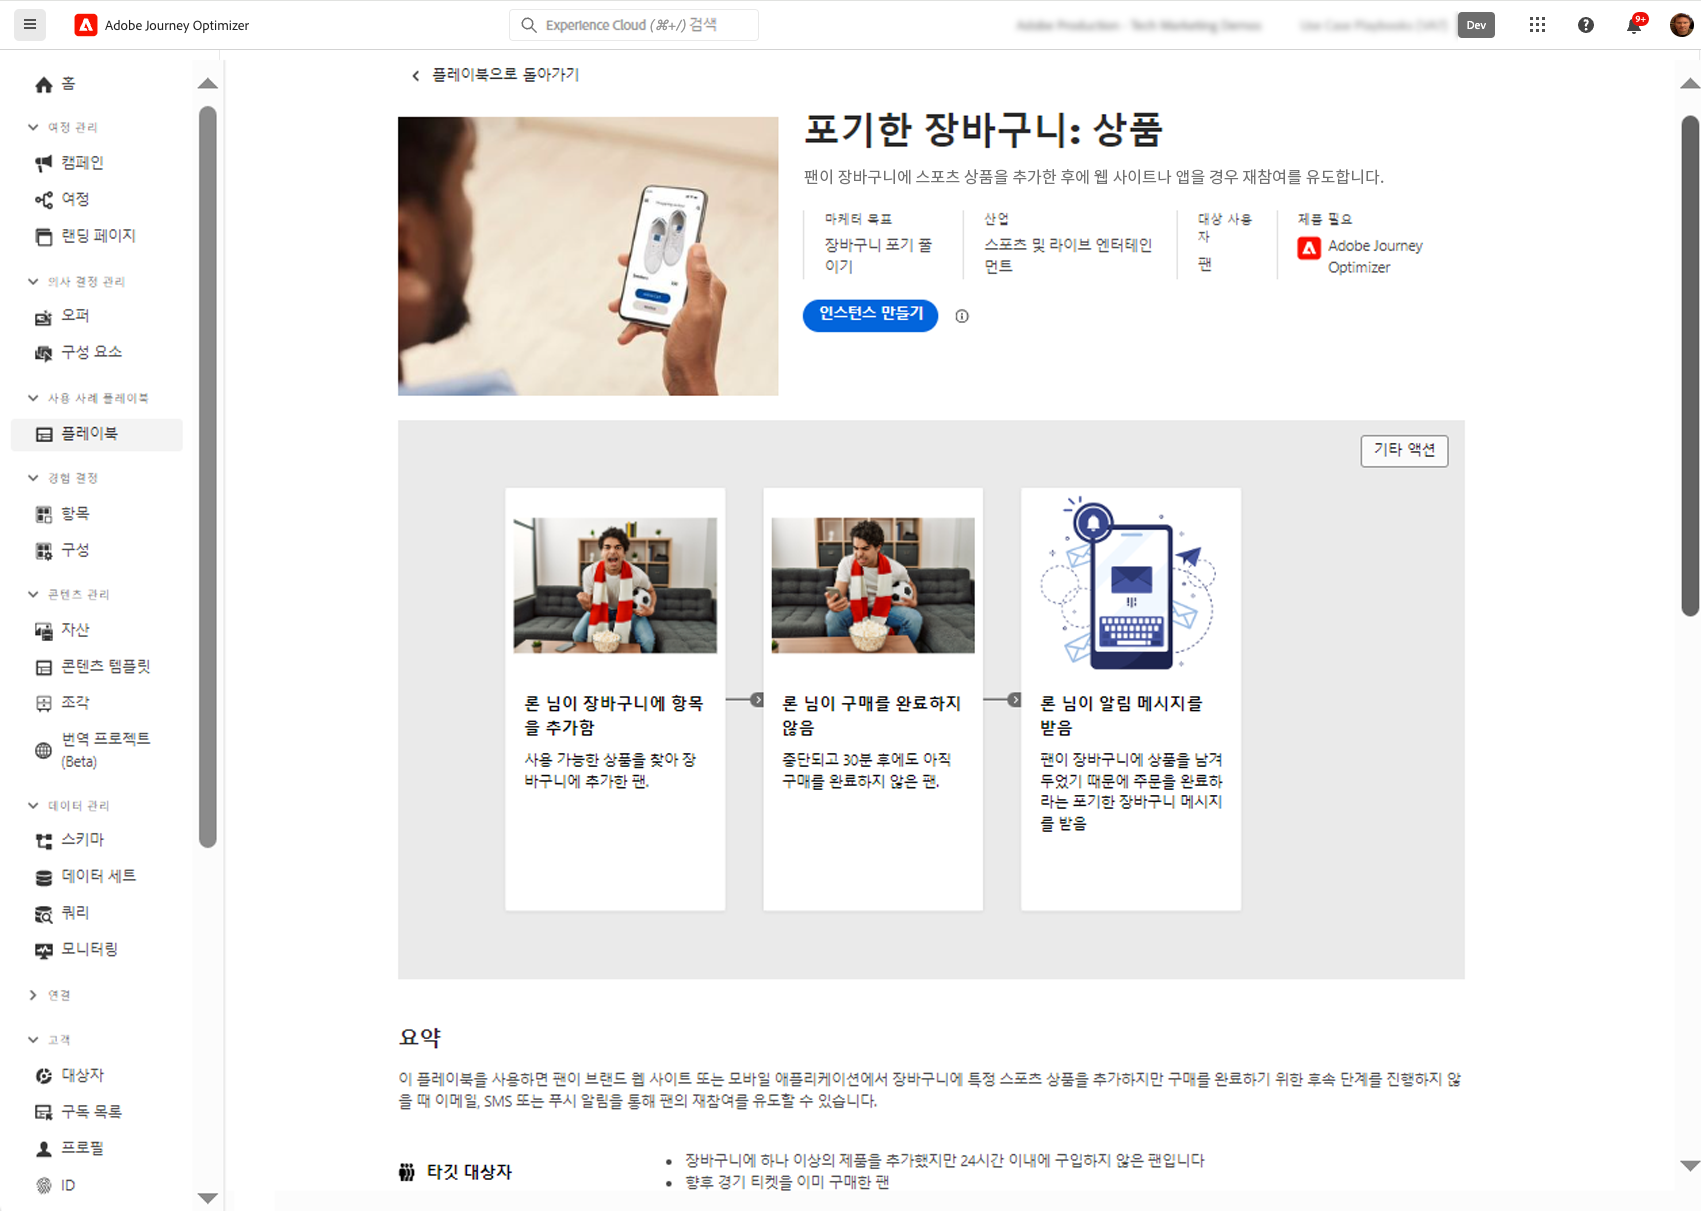 Adobe Journey Optimizer
Experience Cloud (⌘+/) 검색
Dev
9+
홈
여정 관리
캠페인
여정
랜딩 페이지
의사 결정 관리
오퍼
구성 요소
사용 사례 플레이북
플레이북
경험 결정
항목
구성
콘텐츠 관리
자산
콘텐츠 템플릿
조각
번역 프로젝트
(Beta)
데이터 관리
스키마
데이터 세트
쿼리
모니터링
연결
고객
대상자
구독 목록
프로필
ID
플레이북으로 돌아가기
포기한 장바구니: 상품
팬이 장바구니에 스포츠 상품을 추가한 후에 웹 사이트나 앱을 경우 재참여를 유도합니다.
마케터 목표
장바구니 포기 줄
이기
산업
스포츠 및 라이브 엔터테인
먼트
대상 사용
자
팬
제품 필요
Adobe Journey
Optimizer
인스턴스 만들기
기타 액션
론 님이 장바구니에 항목
을 추가함
사용 가능한 상품을 찾아 장
바구니에 추가한 팬.
론 님이 구매를 완료하지
않음
중단되고 30분 후에도 아직
구매를 완료하지 않은 팬.
론 님이 알림 메시지를
받음
팬이 장바구니에 상품을 남겨
두었기 때문에 주문을 완료하
라는 포기한 장바구니 메시지
를 받음
요약
이 플레이북을 사용하면 팬이 브랜드 웹 사이트 또는 모바일 애플리케이션에서 장바구니에 특정 스포츠 상품을 추가하지만 구매를 완료하기 위한 후속 단계를 진행하지 않
을 때 이메일, SMS 또는 푸시 알림을 통해 팬의 재참여를 유도할 수 있습니다.
타깃 대상자
• 장바구니에 하나 이상의 제품을 추가했지만 24시간 이내에 구입하지 않은 팬입니다
• 향후 경기 티켓을 이미 구매한 팬